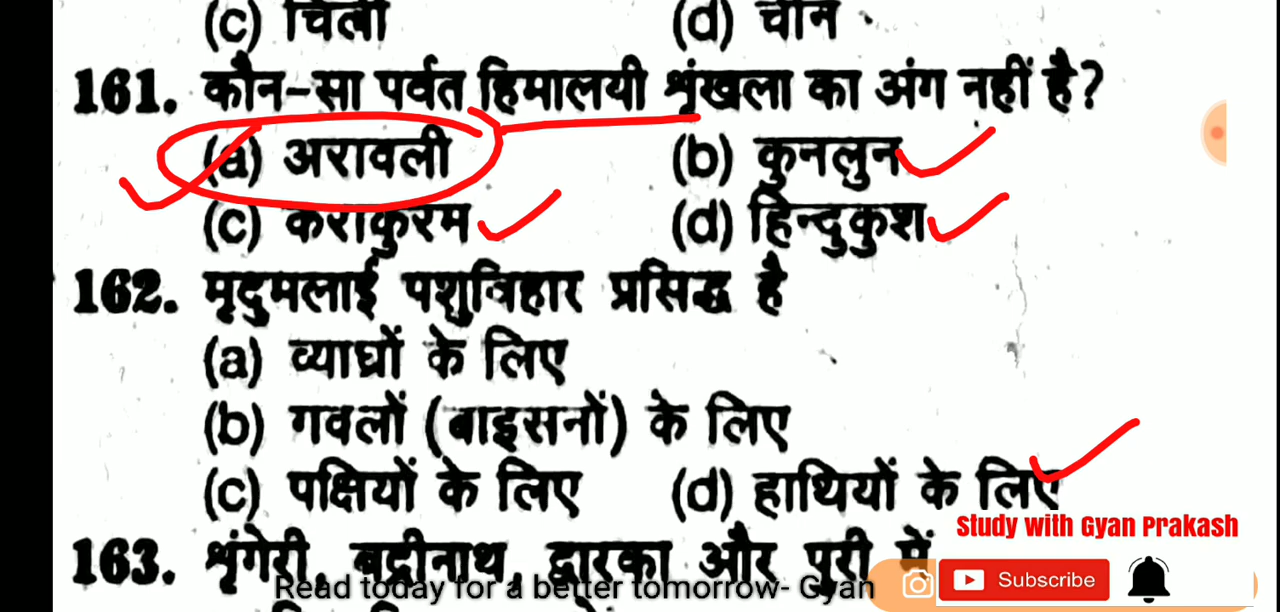 (c) चिली (d) चीन
161. कौन-सा पर्वत हिमालयी शृंखला का अंग नहीं है?
(a) अरावली (b) कुनलुन
(c) कराकुरम (d) हिन्दुकुश
162. मृदुमलाई पशुविहार प्रसिद्ध है
(a) व्याघ्रों के लिए
(b) गवलों (बाइसनों) के लिए
(c) पक्षियों के लिए (d) हाथियों के लिए
Study with Gyan Prakash
163. शृंगेरी, बद्रीनाथ, द्वारका और पुरी में
Read today for a better tomorrow- Gyan
Subscribe